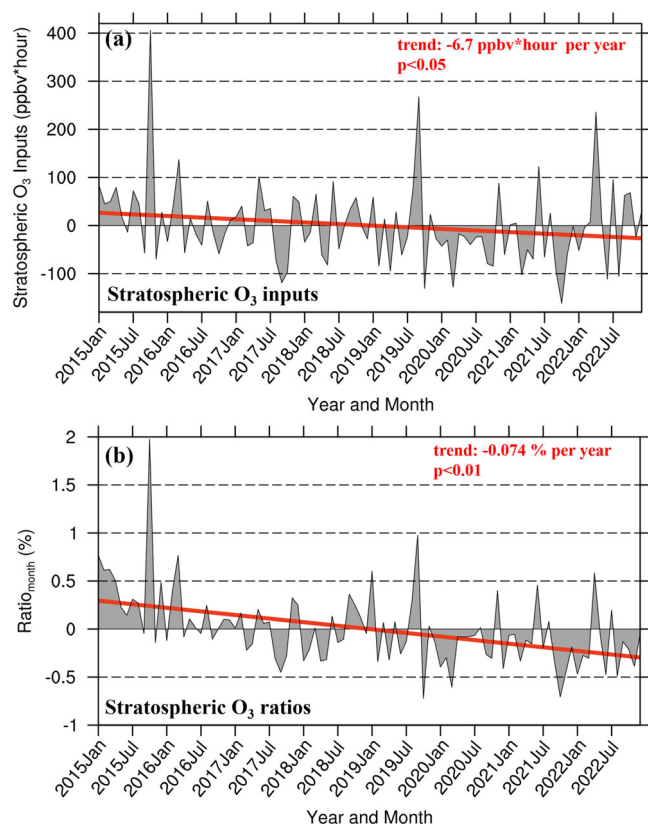 (a)
trend: -6.7 ppbv*hour per year
p<0.05
Stratospheric O3 Inputs (ppbv*hour)
400
300
200
100
0
-100
Stratospheric O3 inputs
2015Jan
2015Jul
2016Jan
2016Jul
2017Jan
2017Jul
2018Jan
2018Jul
2019Jan
2019Jul
2020Jan
2020Jul
2021Jan
2021Jul
2022Jan
2022Jul
Year and Month
(b)
trend: -0.074 % per year
p<0.01
Ratiomonth (%)
2
1.5
1
0.5
0
-0.5
-1
Stratospheric O3 ratios
2015Jan
2015Jul
2016Jan
2016Jul
2017Jan
2017Jul
2018Jan
2018Jul
2019Jan
2019Jul
2020Jan
2020Jul
2021Jan
2021Jul
2022Jan
2022Jul
Year and Month